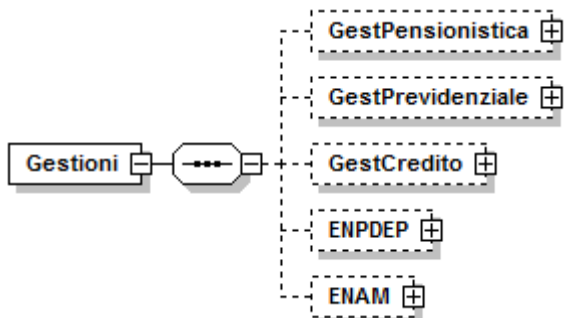 GestPensionistica
GestPrevidenziale
Gestioni
GestCredito
ENPDEP
ENAM